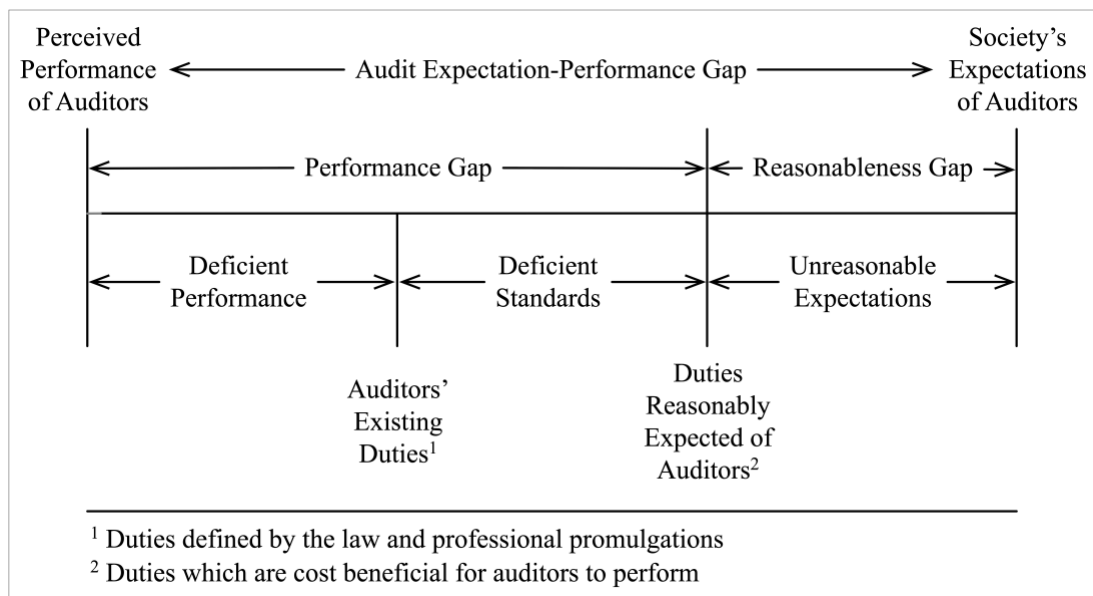 Perceived
Performance
of Auditors
Audit Expectation-Performance Gap
Society’s
Expectations
of Auditors
Performance Gap
Reasonableness Gap
Deficient
Performance
Deficient
Standards
Unreasonable
Expectations
Auditors’
Existing
Duties¹
Duties
Reasonably
Expected of
Auditors²
¹ Duties defined by the law and professional promulgations
² Duties which are cost beneficial for auditors to perform